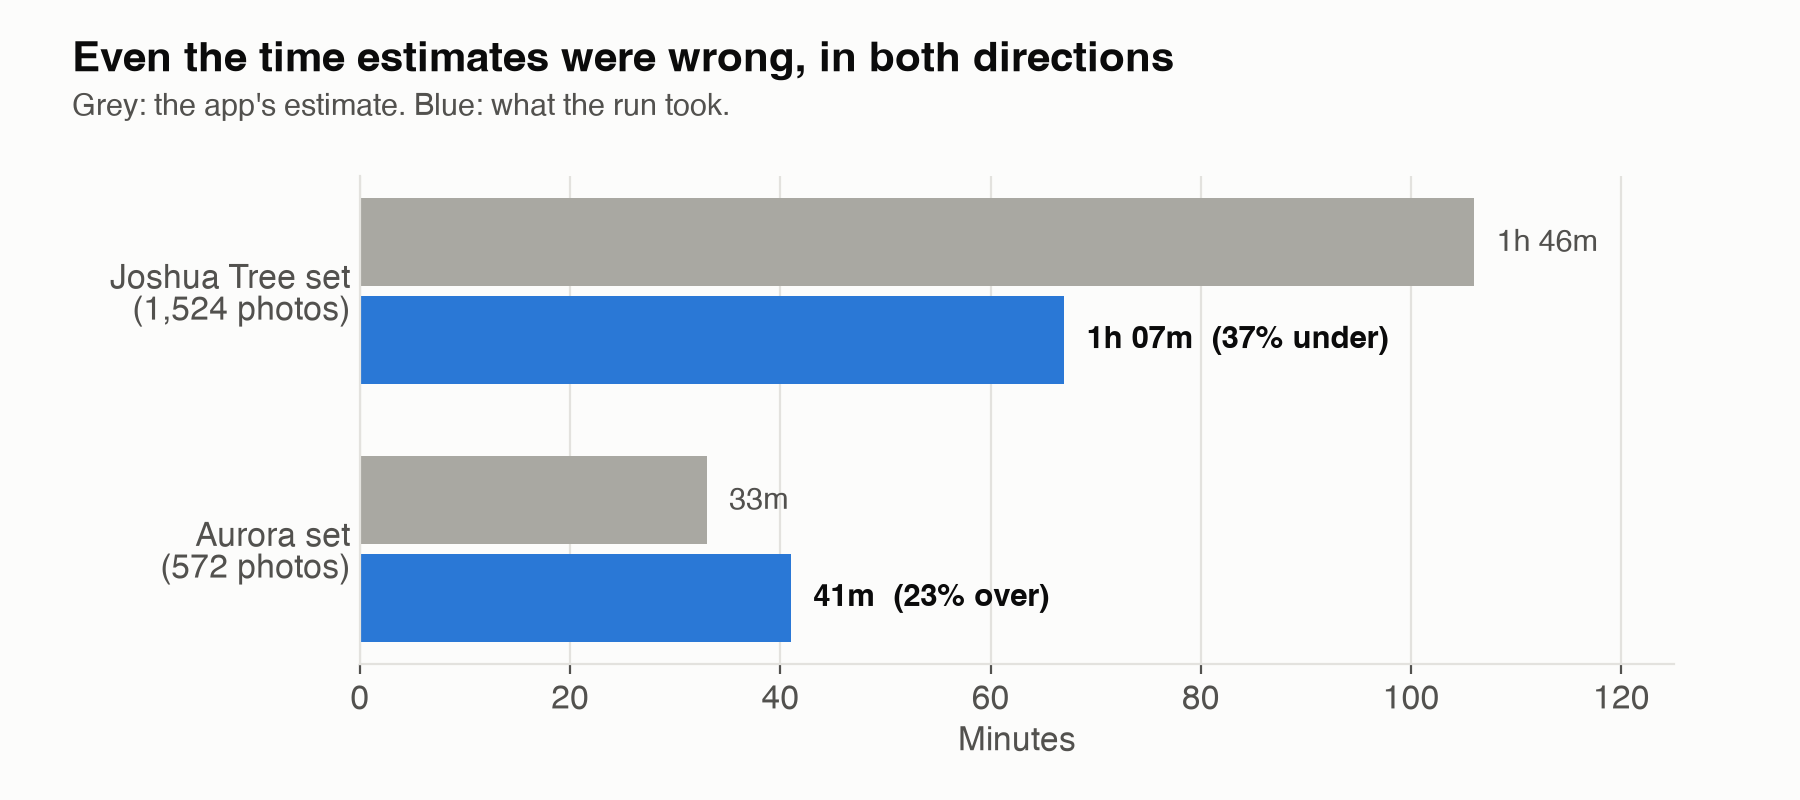 Even the time estimates were wrong, in both directions
Grey: the app's estimate. Blue: what the run took.
Joshua Tree set
(1,524 photos)
1h 46m
1h 07m (37% under)
Aurora set
(572 photos)
33m
41m (23% over)
0 20 40 60 80 100 120
Minutes